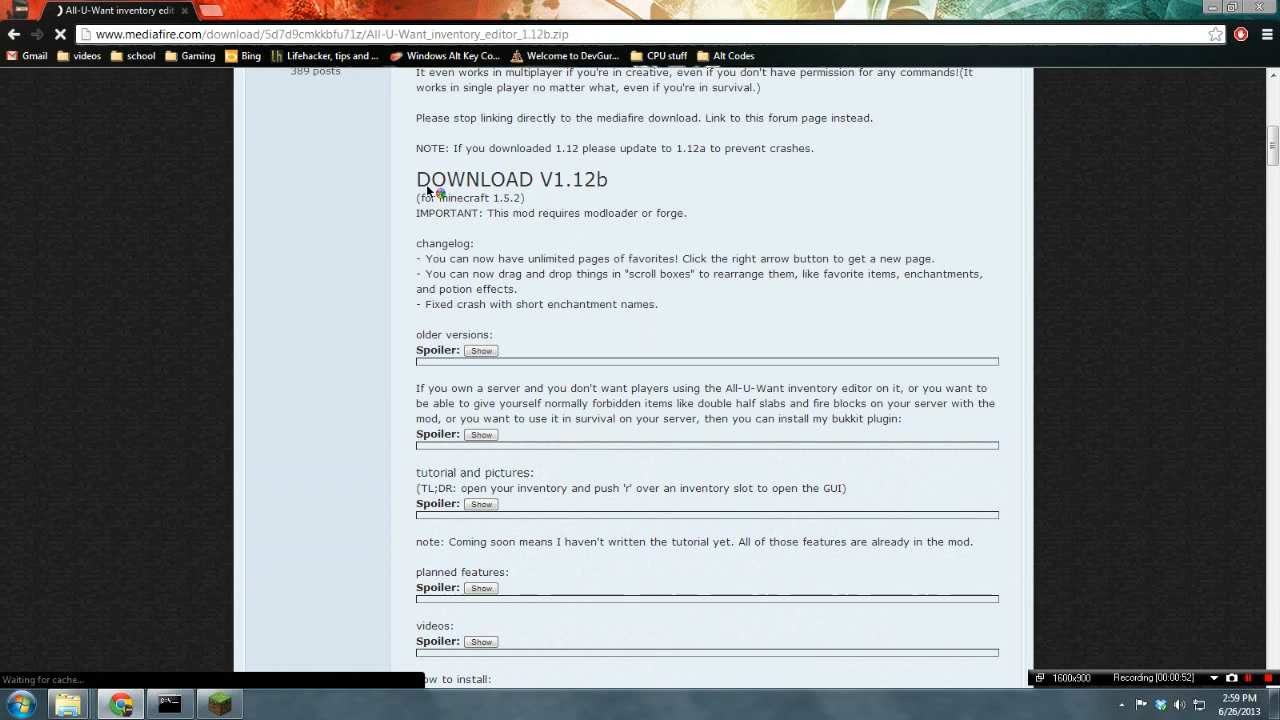 All-U-Want inventory edit
www.mediafire.com/download/5d7d9cmkkbfu71z/All-U-Want_inventory_editor_1.12b.zip
Gmail videos school Gaming Bing Lifehacker, tips and ... Windows Alt Key Co... Welcome to DevGur... CPU stuff Alt Codes
389 posts
It even works in multiplayer if you're in creative, even if you don't have permission for any commands!(It
works in single player no matter what, even if you're in survival.)
Please stop linking directly to the mediafire download. Link to this forum page instead.
NOTE: If you downloaded 1.12 please update to 1.12a to prevent crashes.
DOWNLOAD V1.12b
(for minecraft 1.5.2)
IMPORTANT: This mod requires modloader or forge.
changelog:
- You can now have unlimited pages of favorites! Click the right arrow button to get a new page.
- You can now drag and drop things in "scroll boxes" to rearrange them, like favorite items, enchantments,
and potion effects.
- Fixed crash with short enchantment names.
older versions:
Spoiler: Show
If you own a server and you don't want players using the All-U-Want inventory editor on it, or you want to
be able to give yourself normally forbidden items like double half slabs and fire blocks on your server with the
mod, or you want to use it in survival on your server, then you can install my bukkit plugin:
Spoiler: Show
tutorial and pictures:
(TL;DR: open your inventory and push 'r' over an inventory slot to open the GUI)
Spoiler: Show
note: Coming soon means I haven't written the tutorial yet. All of those features are already in the mod.
planned features:
Spoiler: Show
videos:
Spoiler: Show
Waiting for cache...
ow to install:
1600x900 Recording [00:00:52]
2:59 PM
6/26/2013